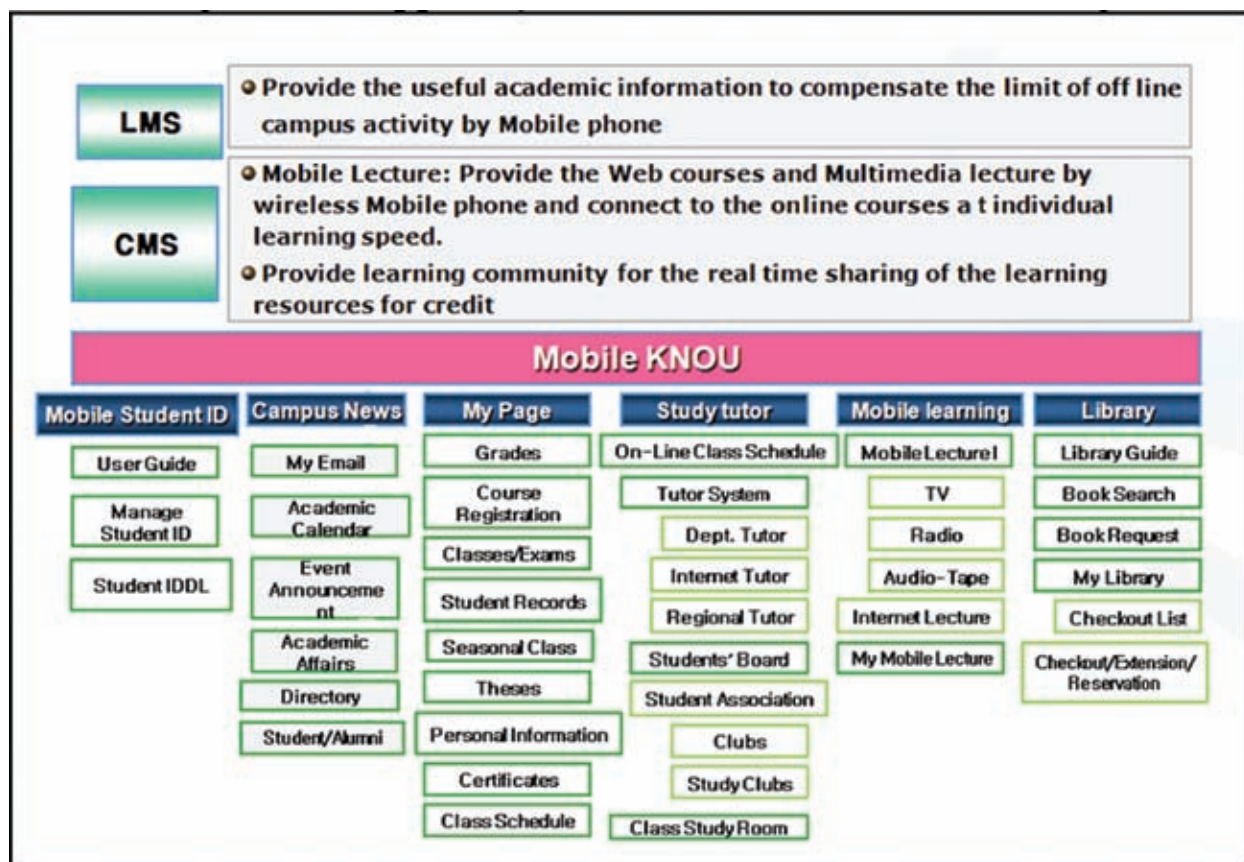 LMS
Provide the useful academic information to compensate the limit of off line
campus activity by Mobile phone
CMS
Mobile Lecture: Provide the Web courses and Multimedia lecture by
wireless Mobile phone and connect to the online courses a t individual
learning speed.
Provide learning community for the real time sharing of the learning
resources for credit
Mobile KNOU
Mobile Student ID
User Guide
Manage
Student ID
Student IDDL
Campus News
My Email
Academic
Calendar
Event
Announceme
nt
Academic
Affairs
Directory
Student/Alumni
My Page
Grades
Course
Registration
Classes/Exams
Student Records
Seasonal Class
Theses
Personal Information
Certificates
Class Schedule
Study tutor
On-Line Class Schedule
Tutor System
Dept. Tutor
Internet Tutor
Regional Tutor
Students' Board
Student Association
Clubs
Study Clubs
Class Study Room
Mobile learning
Mobile Lecture I
TV
Radio
Audio-Tape
Internet Lecture
My Mobile Lecture
Library
Library Guide
Book Search
Book Request
My Library
Checkout List
Checkout/Extension/
Reservation